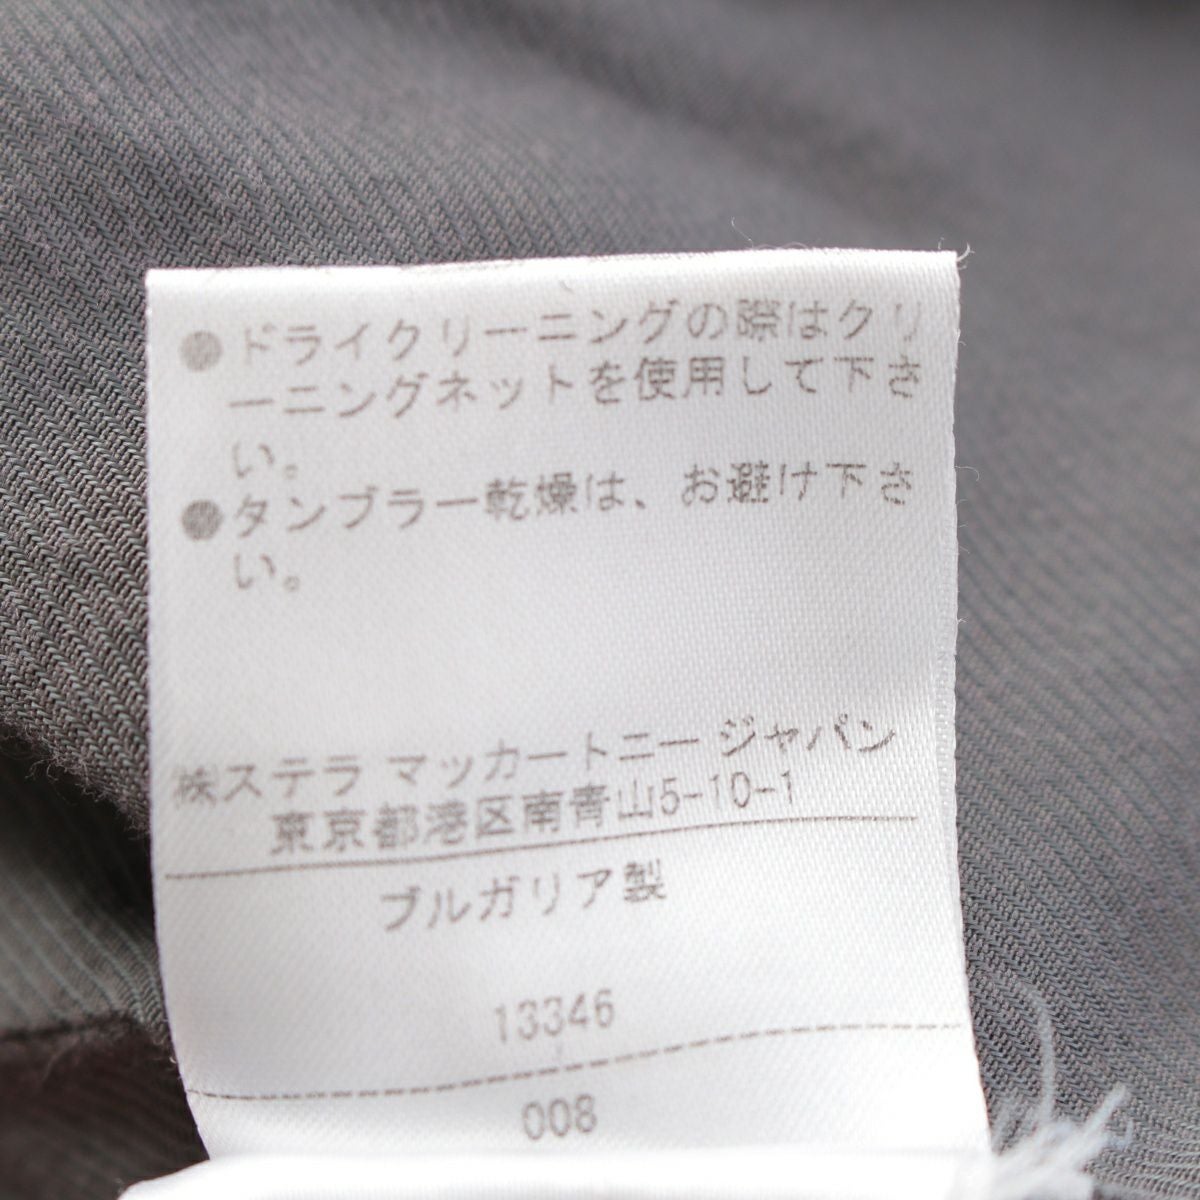 ●ドライクリーニングの際はクリ
ーニングネットを使用して下さ
い。
●タンブラー乾燥は、お避け下さ
い。
㈱ステラ マッカートニー ジャパン
東京都港区南青山5-10-1
ブルガリア製
13346
008